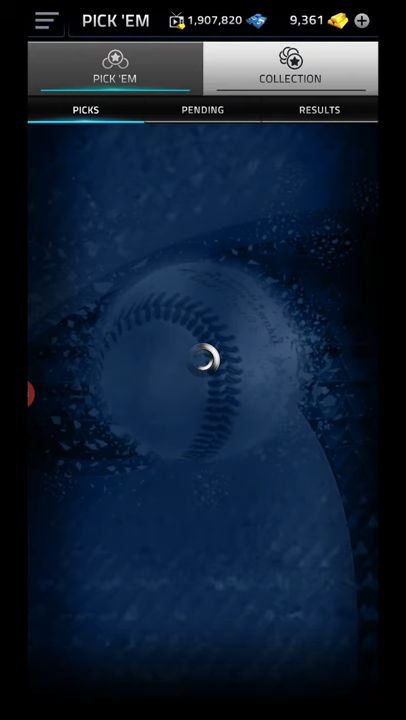 PICK 'EM 1,907,820 9,361
PICK 'EM COLLECTION
PICKS PENDING RESULTS